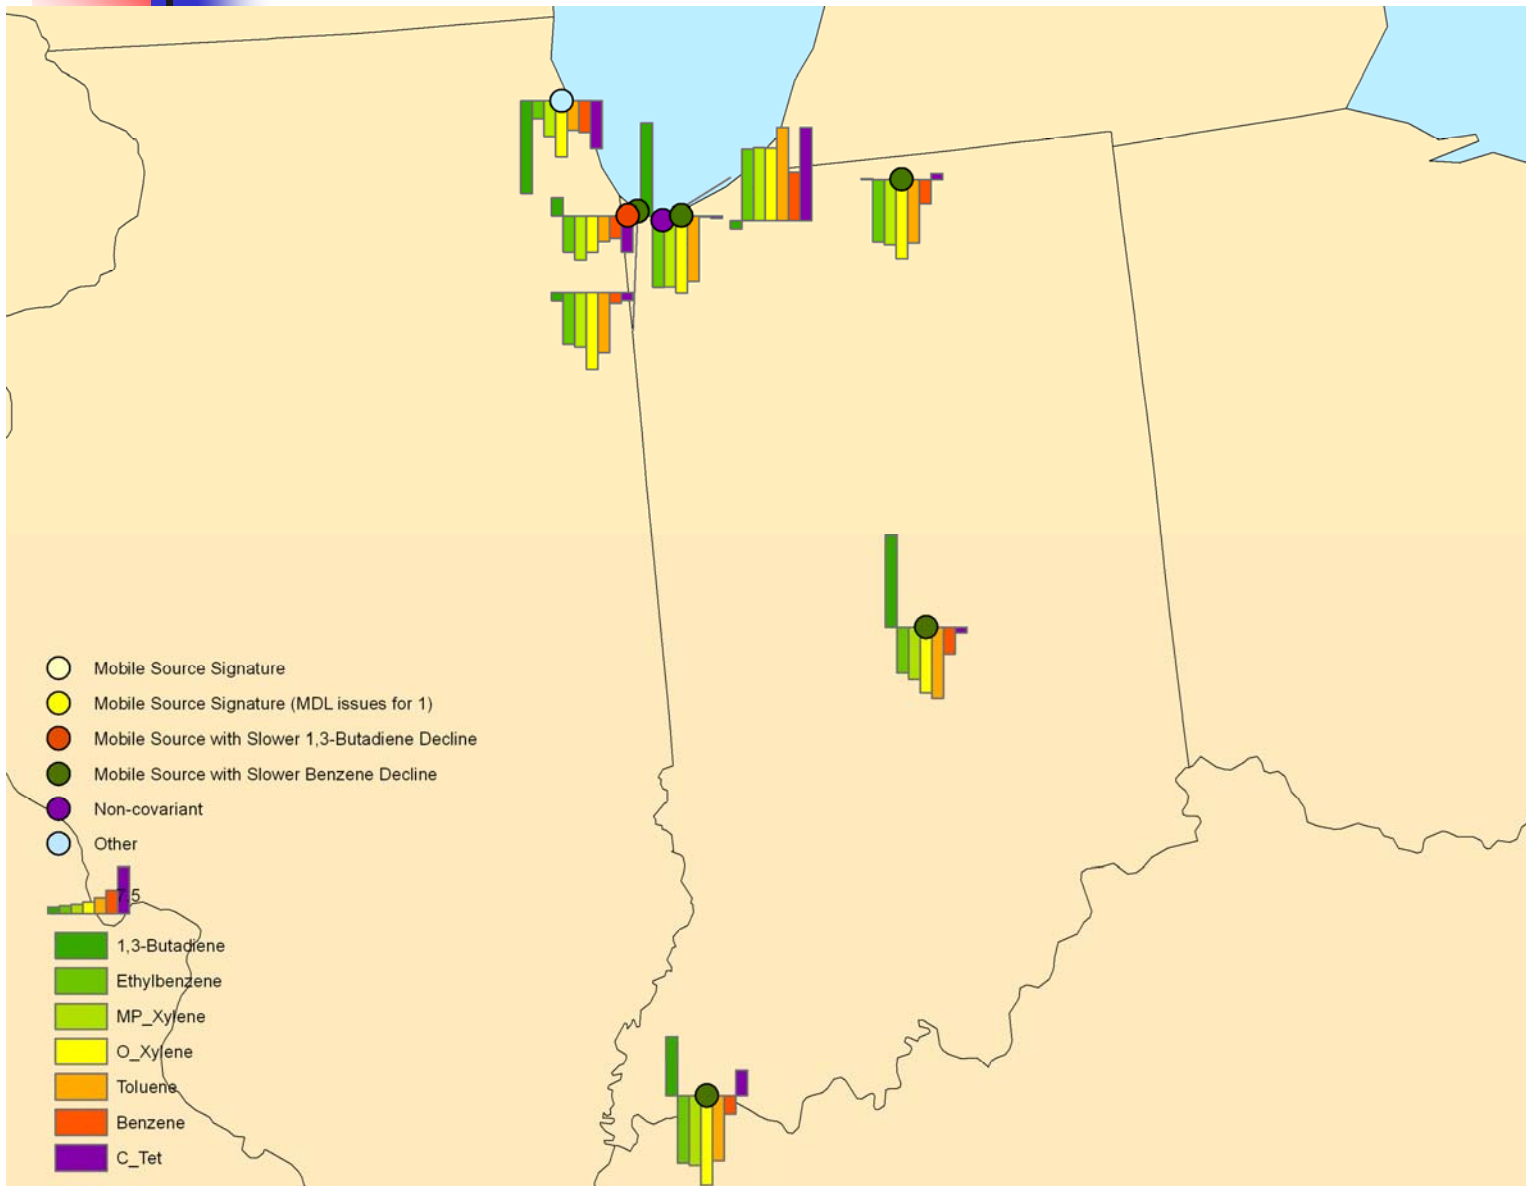 Mobile Source Signature
Mobile Source Signature (MDL issues for 1)
Mobile Source with Slower 1,3-Butadiene Decline
Mobile Source with Slower Benzene Decline
Non-covariant
Other
7.5
1,3-Butadiene
Ethylbenzene
MP_Xylene
O_Xylene
Toluene
Benzene
C_Tet